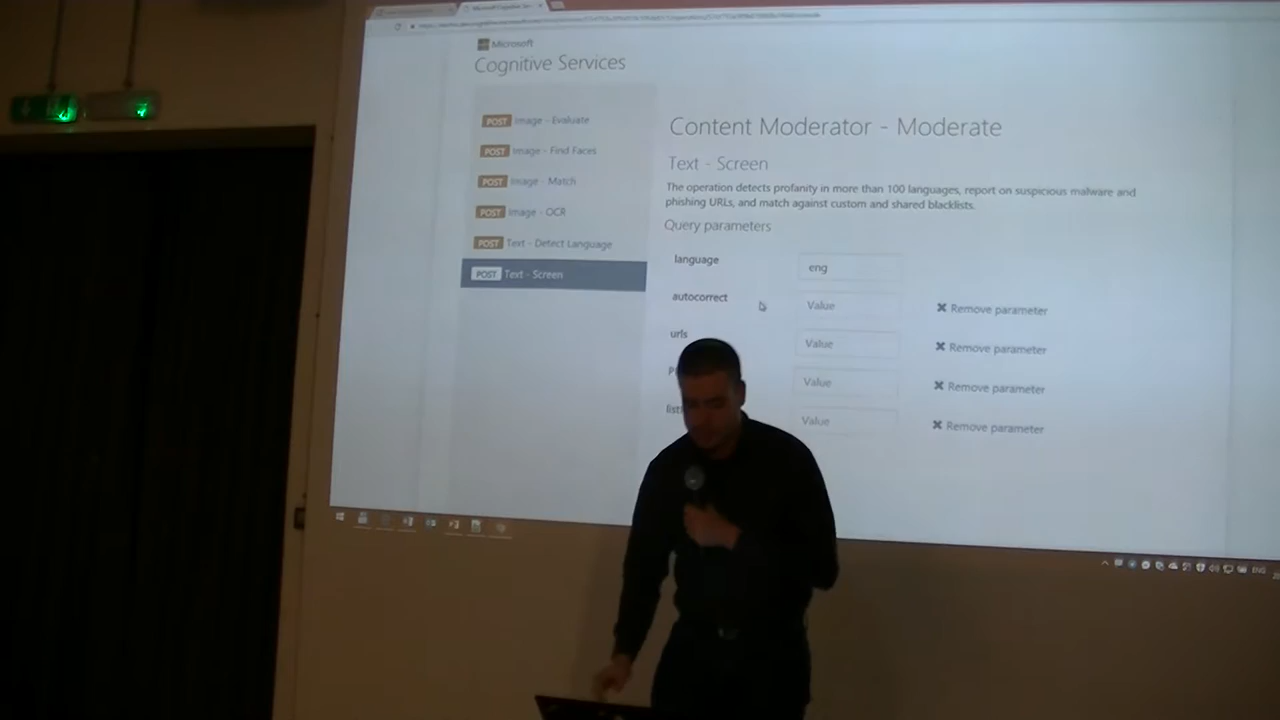 Microsoft
Cognitive Services
POST Image - Evaluate
POST Image - Find Faces
POST Image - Match
POST Image - OCR
POST Text - Detect Language
POST Text - Screen
Content Moderator - Moderate
Text - Screen
The operation detects profanity in more than 100 languages, report on suspicious malware and
phishing URLs, and match against custom and shared blacklists.
Query parameters
language eng
autocorrect Value Remove parameter
urls Value Remove parameter
Value Remove parameter
Value Remove parameter
ENG